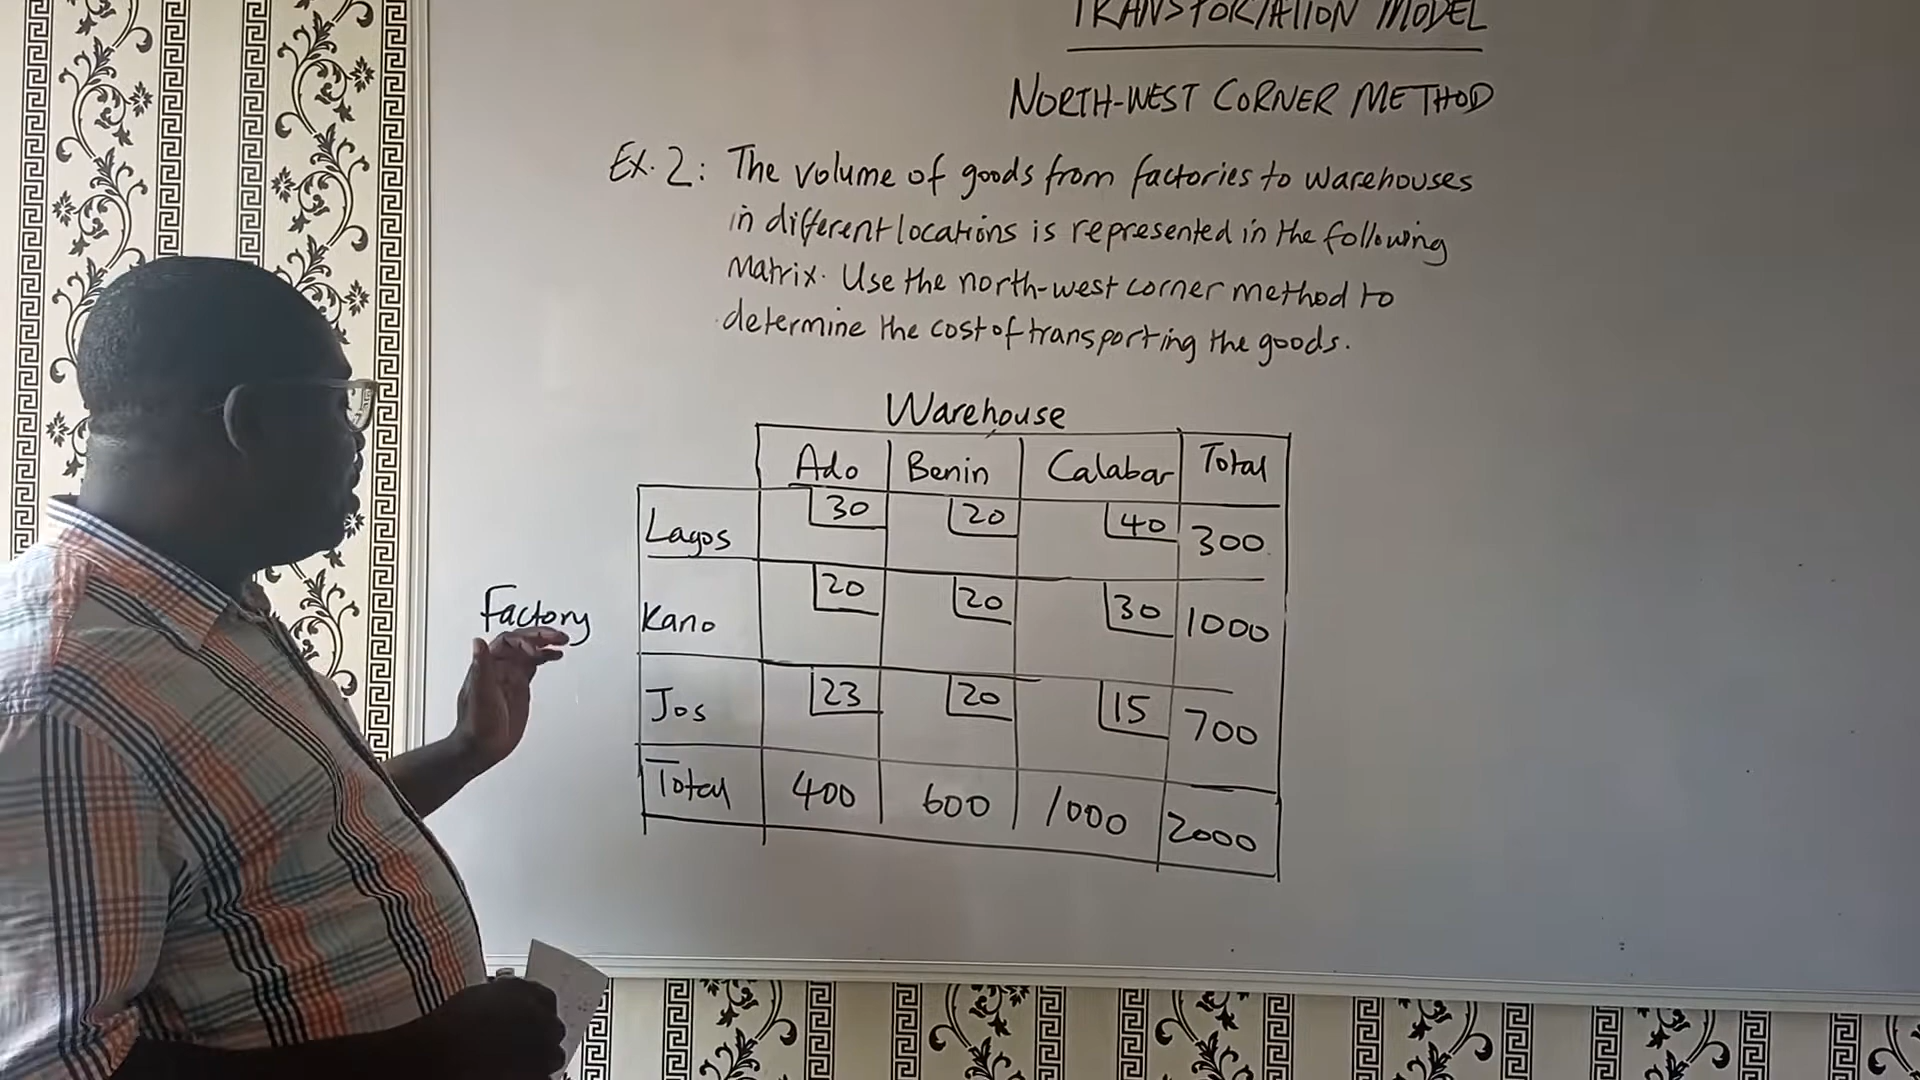 TRANSPORTATION MODEL
NORTH-WEST CORNER METHOD
Ex. 2: The volume of goods from factories to warehouses
in different locations is represented in the following
matrix. Use the north-west corner method to
determine the cost of transporting the goods.
Warehouse
Ado Benin Calabar Total
Lagos 30 20 40 300
Factory Kano 20 20 30 1000
Jos 23 20 15 700
Total 400 600 1000 2000